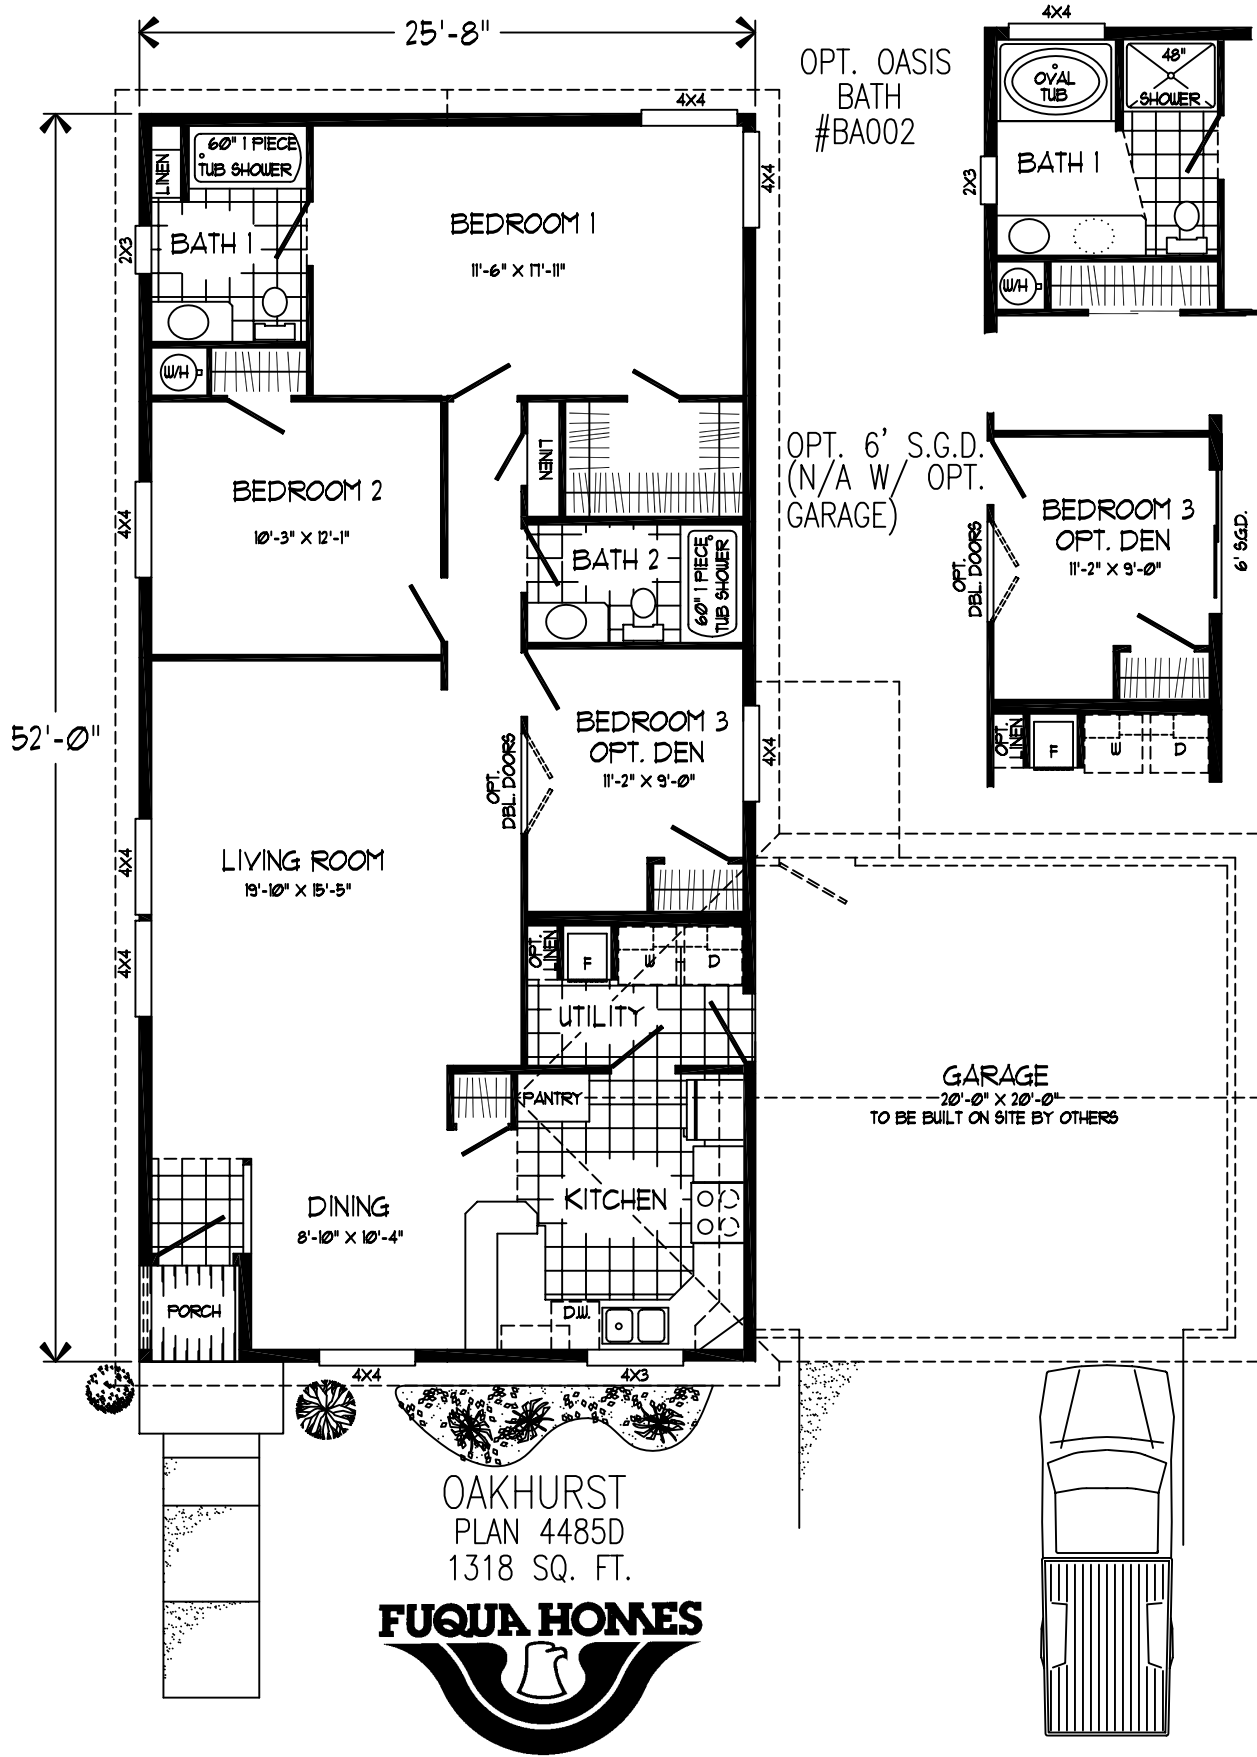 25'-8"
OPT. OASIS
BATH
#BA002
4X4
OVAL
TUB
48"
SHOWER
BATH 1
2X3
W/H
4X4
4X4
LINEN
60" 1 PIECE
TUB SHOWER
BATH 1
2X3
W/H
BEDROOM 1
11'-6" X 17'-11"
BEDROOM 2
10'-3" X 12'-1"
4X4
LINEN
BATH 2
60" 1 PIECE
TUB SHOWER
OPT. 6' S.G.D.
(N/A W/ OPT.
GARAGE)
BEDROOM 3
OPT. DEN
11'-2" X 9'-0"
OPT.
DBL. DOORS
6' S.G.D.
OPT.
LINEN
F
W
D
52'-0"
BEDROOM 3
OPT. DEN
11'-2" X 9'-0"
OPT.
DBL. DOORS
4X4
LIVING ROOM
19'-10" X 15'-5"
4X4
4X4
OPT.
LINEN
F
W
D
UTILITY
PANTRY
GARAGE
20'-0" X 20'-0"
TO BE BUILT ON SITE BY OTHERS
KITCHEN
DINING
8'-10" X 10'-4"
PORCH
D.W.
4X4
4X3
OAKHURST
PLAN 4485D
1318 SQ. FT.
FUQUA HOMES